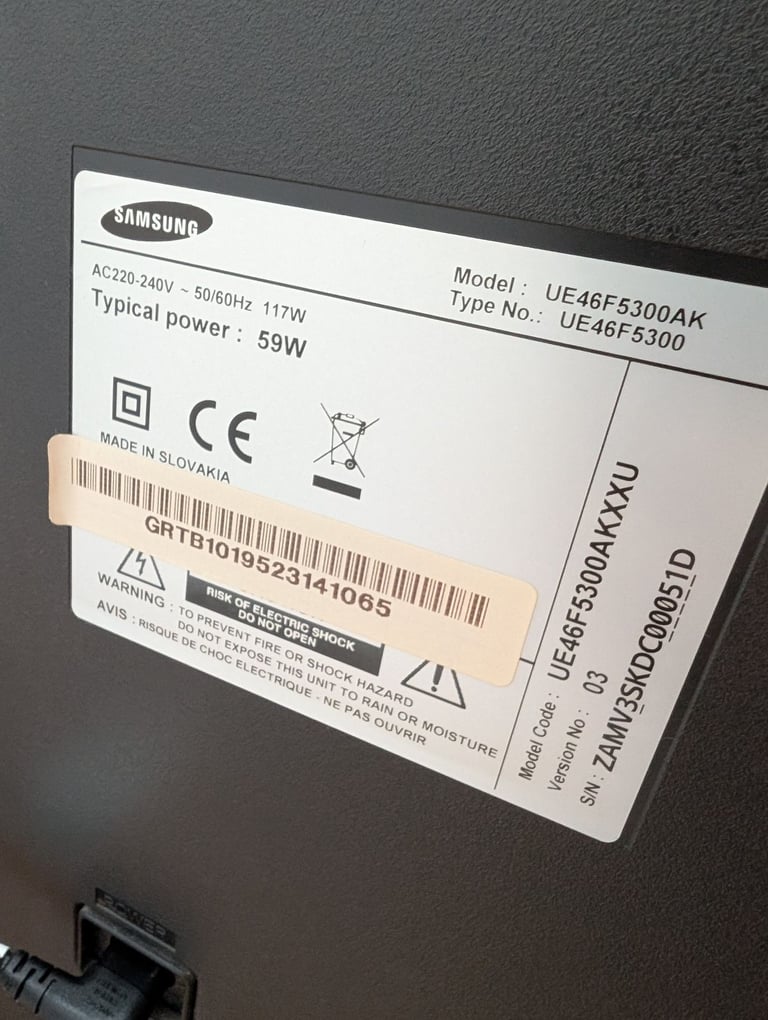 SAMSUNG
AC220-240V ~ 50/60Hz 117W
Typical power : 59W
Model : UE46F5300AK
Type No.: UE46F5300
CE
MADE IN SLOVAKIA
GRTB1019523141065
RISK OF ELECTRIC SHOCK
DO NOT OPEN
WARNING : TO PREVENT FIRE OR SHOCK HAZARD
DO NOT EXPOSE THIS UNIT TO RAIN OR MOISTURE
AVIS : RISQUE DE CHOC ELECTRIQUE - NE PAS OUVRIR
Model Code : UE46F5300AKXXU
Version No : 03
S/N : ZAMV3SKDC00051D
POWER